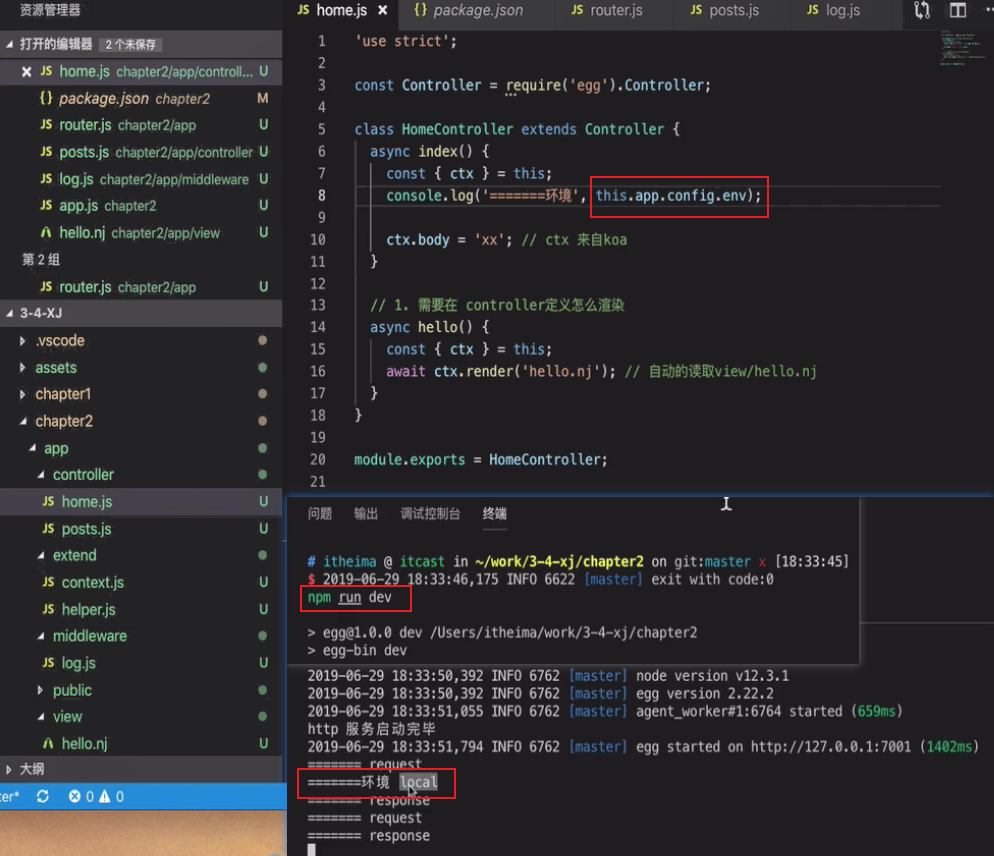 资源管理器
打开的编辑器 2 个未保存
JS home.js chapter2/app/controll... U
{} package.json chapter2 M
JS router.js chapter2/app U
JS posts.js chapter2/app/controller U
JS log.js chapter2/app/middleware U
JS app.js chapter2 U
hello.nj chapter2/app/view U
第 2 组
JS router.js chapter2/app U
3-4-XJ
.vscode
assets
chapter1
chapter2
app
controller
JS home.js U
JS posts.js U
extend
JS context.js U
JS helper.js U
middleware
JS log.js U
public
view
hello.nj U
大纲
ter* 0 0
JS home.js {} package.json JS router.js JS posts.js JS log.js
1 'use strict';
2
3 const Controller = require('egg').Controller;
4
5 class HomeController extends Controller {
6 async index() {
7 const { ctx } = this;
8 console.log('=======环境', this.app.config.env);
9
10 ctx.body = 'xx'; // ctx 来自koa
11 }
12
13 // 1. 需要在 controller定义怎么渲染
14 async hello() {
15 const { ctx } = this;
16 await ctx.render('hello.nj'); // 自动的读取view/hello.nj
17 }
18 }
19
20 module.exports = HomeController;
21
问题 输出 调试控制台 终端
# itheima @ itcast in ~/work/3-4-xj/chapter2 on git:master x [18:33:45]
$ 2019-06-29 18:33:46,175 INFO 6622 [master] exit with code:0
npm run dev
> egg@1.0.0 dev /Users/itheima/work/3-4-xj/chapter2
> egg-bin dev
2019-06-29 18:33:50,392 INFO 6762 [master] node version v12.3.1
2019-06-29 18:33:50,393 INFO 6762 [master] egg version 2.22.2
2019-06-29 18:33:51,055 INFO 6762 [master] agent_worker#1:6764 started (659ms)
http 服务启动完毕
2019-06-29 18:33:51,794 INFO 6762 [master] egg started on http://127.0.0.1:7001 (1402ms)
======= request
=======环境 local
======= response
======= request
======= response